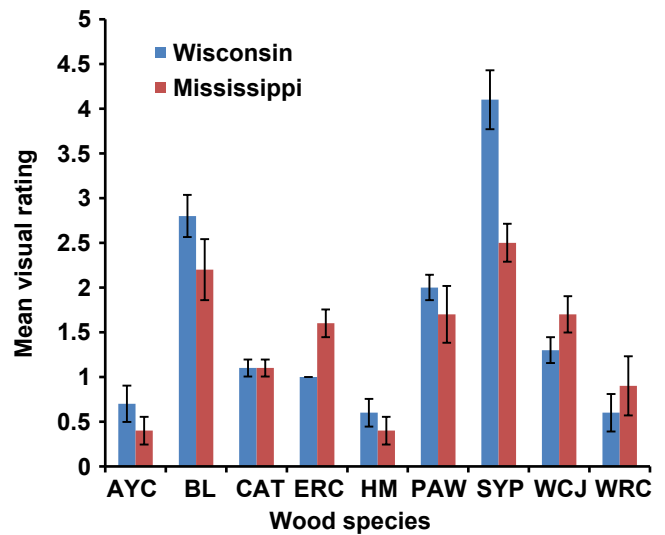 5
4.5
4
3.5
3
2.5
2
1.5
1
0.5
0
Mean visual rating
Wisconsin
Mississippi
AYC BL CAT ERC HM PAW SYP WCJ WRC
Wood species